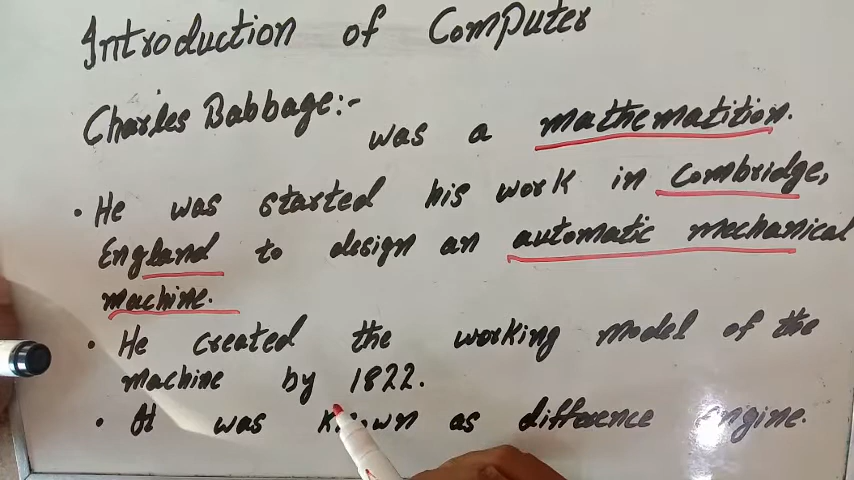 Introduction of Computer
Charles Babbage:-
was a mathematition.
• He was started his work in Combridge,
England to design an automatic mechanical
machine.
• He created the working model of the
machine by 1822.
• It was known as difference engine.